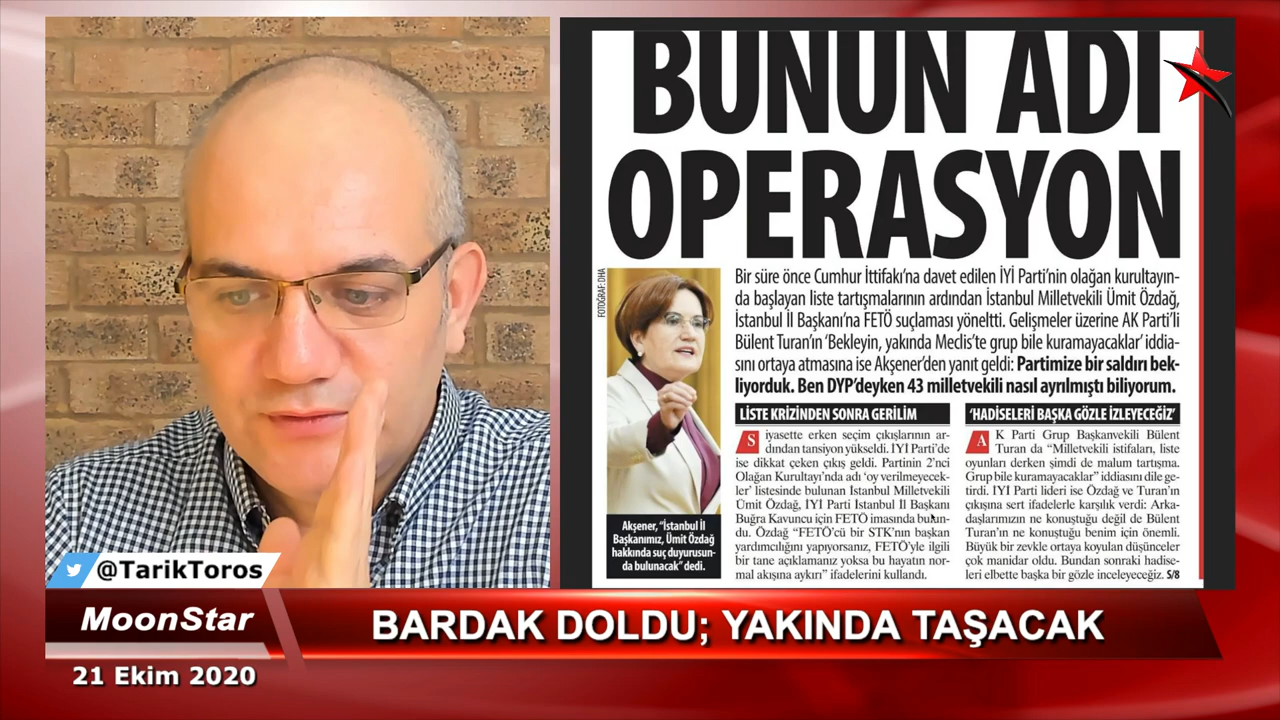 BUNUN ADI
OPERASYON
FOTOĞRAF: DHA
Bir süre önce Cumhur İttifakı'na davet edilen İYİ Parti'nin olağan kurultayın-
da başlayan liste tartışmalarının ardından İstanbul Milletvekili Ümit Özdağ,
İstanbul İl Başkanı'na FETÖ suçlaması yöneltti. Gelişmeler üzerine AK Parti'li
Bülent Turan'ın 'Bekleyin, yakında Meclis'te grup bile kuramayacaklar' iddia-
sını ortaya atmasına ise Akşener'den yanıt geldi: Partimize bir saldırı bek-
liyorduk. Ben DYP'deyken 43 milletvekili nasıl ayrılmıştı biliyorum.
LİSTE KRİZİNDEN SONRA GERİLİM
Siyasette erken seçim çıkışlarının ar-
dından tansiyon yükseldi. İYİ Parti'de
ise dikkat çeken çıkış geldi. Partinin 2'nci
Olağan Kurultayı'nda adı 'oy verilmeyecek-
ler' listesinde bulunan İstanbul Milletvekili
Ümit Özdağ, İYİ Parti İstanbul İl Başkanı
Buğra Kavuncu için FETÖ imasında bulun-
du. Özdağ "FETÖ'cü bir STK'nın başkan
yardımcılığını yapıyorsanız, FETÖ'yle ilgili
bir tane açıklamanız yoksa bu hayatın nor-
mal akışına aykırı" ifadelerini kullandı.
'HADİSELERİ BAŞKA GÖZLE İZLEYECEĞİZ'
AK Parti Grup Başkanvekili Bülent
Turan da "Milletvekili istifaları, liste
oyunları derken şimdi de malum tartışma.
Grup bile kuramayacaklar" iddiasını dile ge-
tirdi. İYİ Parti lideri ise Özdağ ve Turan'ın
çıkışına sert ifadelerle karşılık verdi: Arka-
daşlarımızın ne konuştuğu değil de Bülent
Turan'ın ne konuştuğu benim için önemli.
Büyük bir zevkle ortaya koyulan düşünceler
çok manidar oldu. Bundan sonraki hadise-
leri elbette başka bir gözle inceleyeceğiz. S/8
Akşener, "İstanbul İl
Başkanımız, Ümit Özdağ
hakkında suç duyurusun-
da bulunacak" dedi.
@TarikToros
MoonStar
BARDAK DOLDU; YAKINDA TAŞACAK
21 Ekim 2020